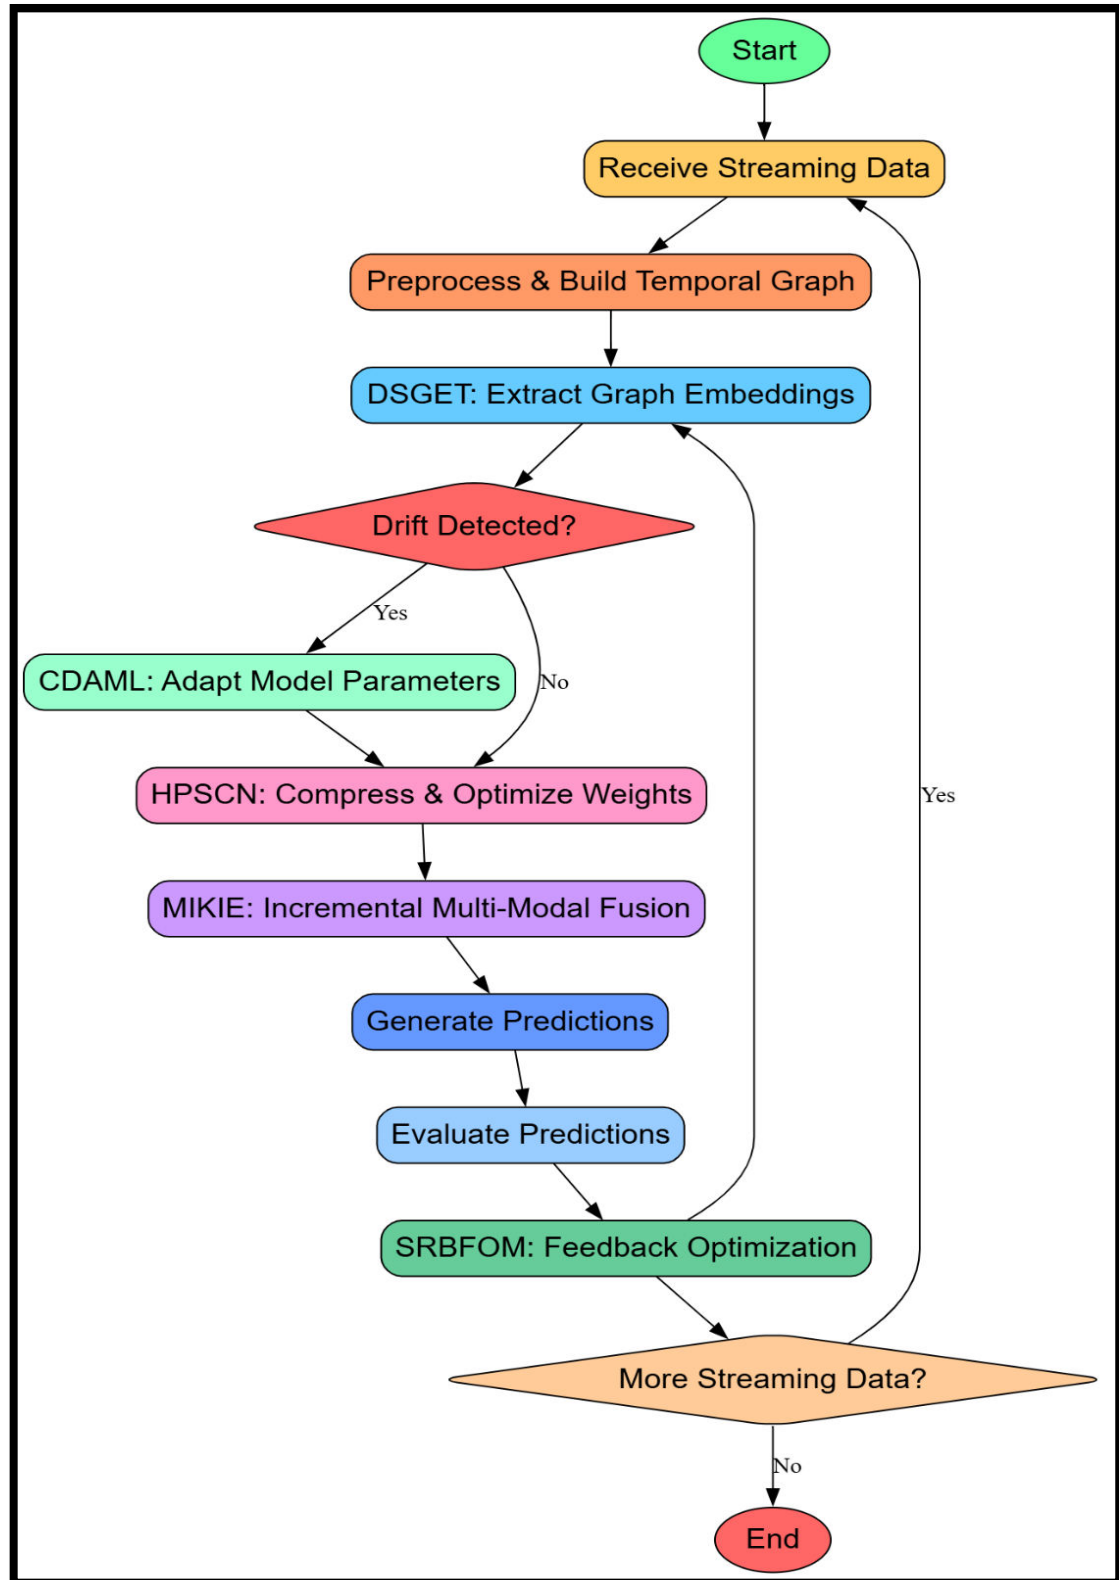 Start
Receive Streaming Data
Preprocess & Build Temporal Graph
DSGET: Extract Graph Embeddings
Drift Detected?
Yes
CDAML: Adapt Model Parameters
No
HPSCN: Compress & Optimize Weights
Yes
MIKIE: Incremental Multi-Modal Fusion
Generate Predictions
Evaluate Predictions
SRBFOM: Feedback Optimization
More Streaming Data?
No
End